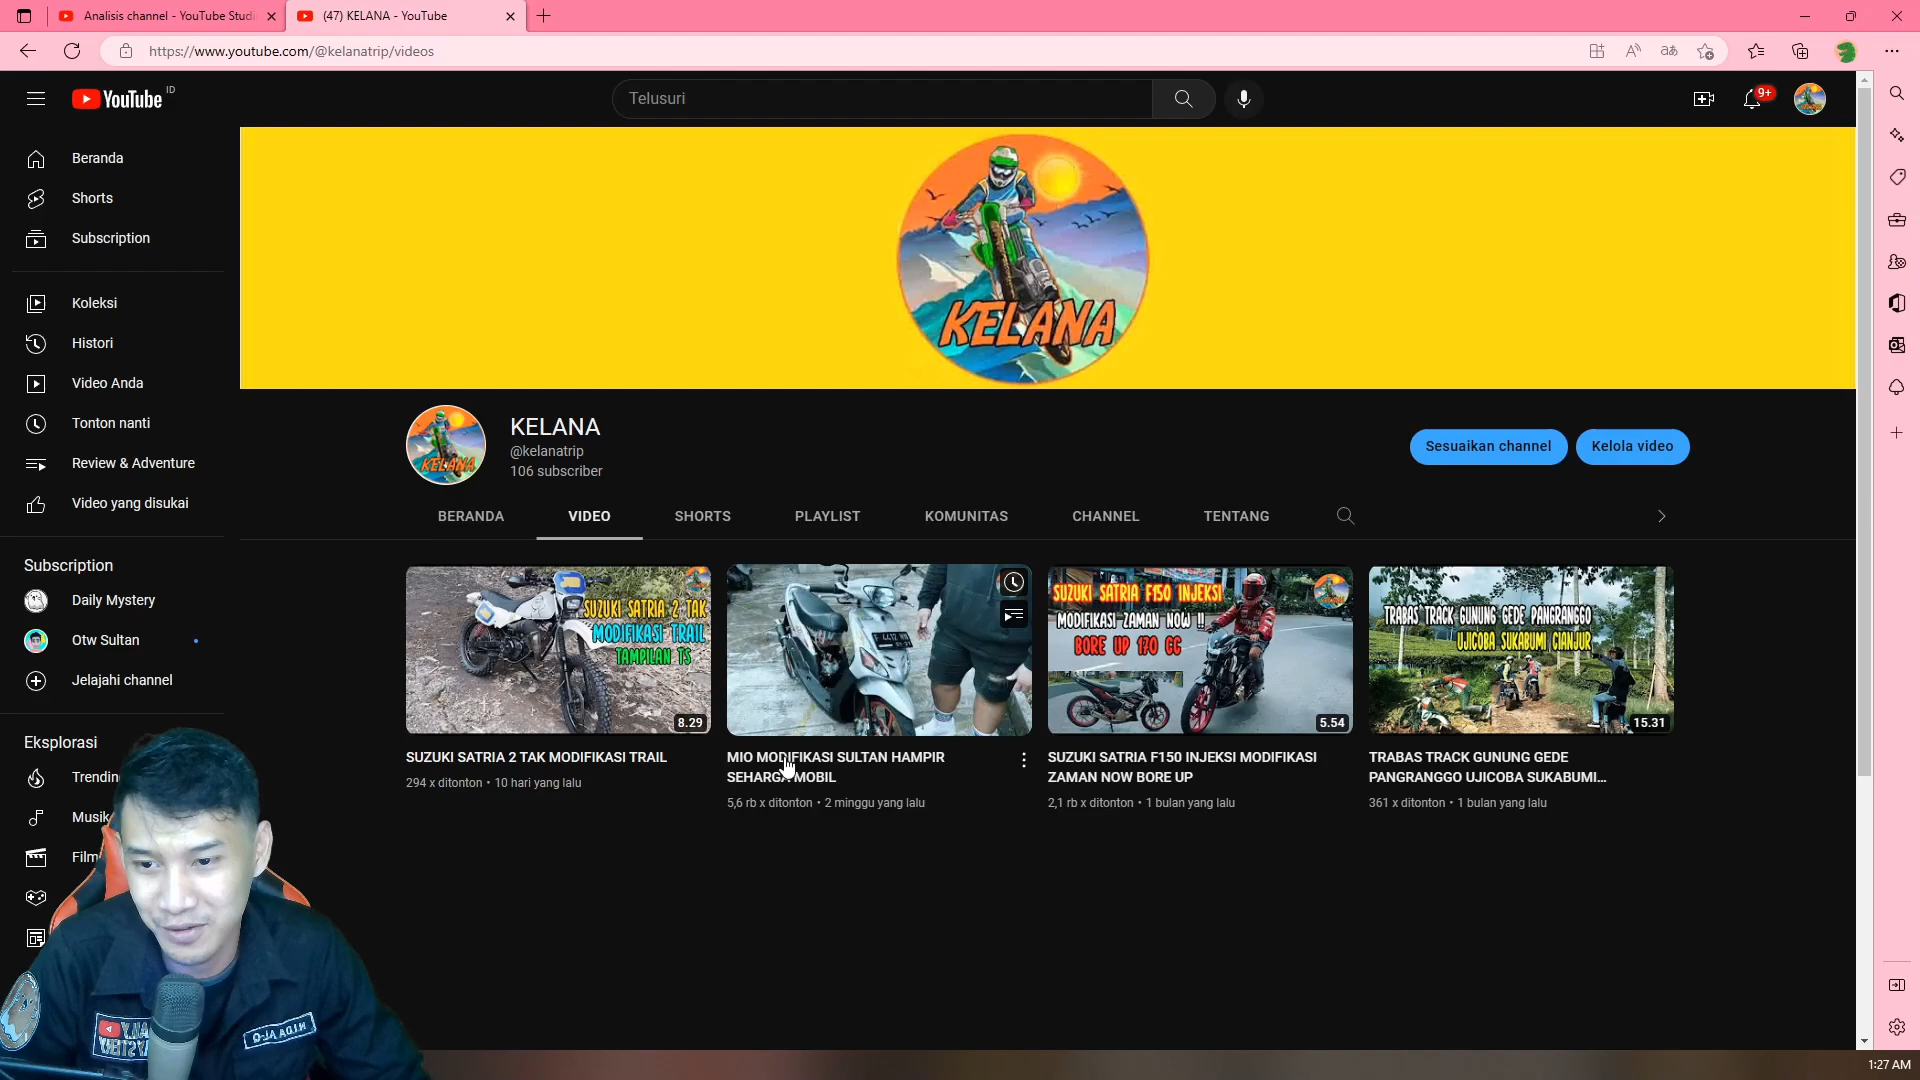 Analisis channel - YouTube Studi
(47) KELANA - YouTube
https://www.youtube.com/@kelanatrip/videos
YouTube ID
Telusuri
9+
Beranda
Shorts
Subscription
Koleksi
Histori
Video Anda
Tonton nanti
Review & Adventure
Video yang disukai
Subscription
Daily Mystery
Otw Sultan
Jelajahi channel
Eksplorasi
Trendin
Musik
Film
KELANA
KELANA
@kelanatrip
106 subscriber
Sesuaikan channel
Kelola video
BERANDA
VIDEO
SHORTS
PLAYLIST
KOMUNITAS
CHANNEL
TENTANG
SUZUKI SATRIA 2 TAK
MODIFIKASI TRAIL
TAMPILAN TS
8.29
SUZUKI SATRIA 2 TAK MODIFIKASI TRAIL
294 x ditonton • 10 hari yang lalu
MIO MODIFIKASI SULTAN HAMPIR
SEHARGA MOBIL
5,6 rb x ditonton • 2 minggu yang lalu
SUZUKI SATRIA F150 INJEKSI
MODIFIKASI ZAMAN NOW !!
BORE UP 170 CC
5.54
SUZUKI SATRIA F150 INJEKSI MODIFIKASI
ZAMAN NOW BORE UP
2,1 rb x ditonton • 1 bulan yang lalu
TRABAS TRACK GUNUNG GEDE PANGRANGGO
UJICOBA SUKABUMI CIANJUR
15.31
TRABAS TRACK GUNUNG GEDE
PANGRANGGO UJICOBA SUKABUMI...
361 x ditonton • 1 bulan yang lalu
1:27 AM